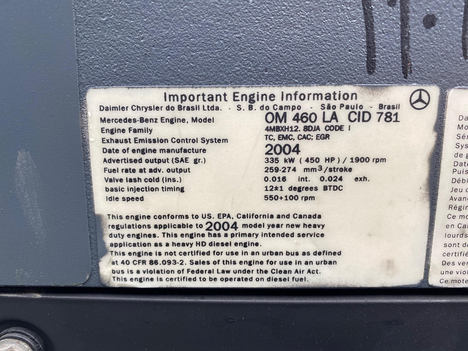 Important Engine Information
Daimler Chrysler do Brasil Ltda. - S. B. do Campo - São Paulo - Brasil
Mercedes-Benz Engine, Model OM 460 LA CID 781
Engine Family 4MBXH12.8DJA CODE I
Exhaust Emission Control System TC, EMC, CAC; EGR
Date of engine manufacture 2004
Advertised output (SAE gr.) 335 kW ( 450 HP) / 1900 rpm
Fuel rate at adv. output 259-274 mm³/stroke
Valve lash cold (ins.) 0.016 int. 0.024 exh.
basic injection timing 12±1 degrees BTDC
Idle speed 550+100 rpm
This engine conforms to US. EPA, California and Canada
regulations applicable to 2004 model year new heavy
duty engines. This engine has a primary intended service
application as a heavy HD diesel engine.
This engine is not certified for use in an urban bus as defined
at 40 CFR 86.093-2. Sales of this engine for use in an urban
bus is a violation of Federal Law under the Clean Air Act.
This engine is certified to be operated on diesel fuel.